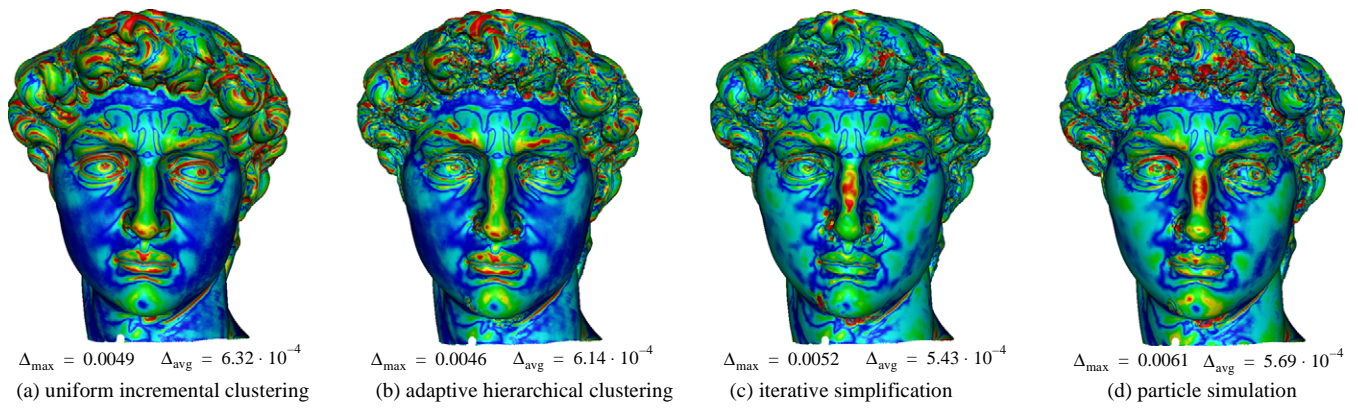 Δmax = 0.0049 Δavg = 6.32 · 10⁻⁴
(a) uniform incremental clustering
Δmax = 0.0046 Δavg = 6.14 · 10⁻⁴
(b) adaptive hierarchical clustering
Δmax = 0.0052 Δavg = 5.43 · 10⁻⁴
(c) iterative simplification
Δmax = 0.0061 Δavg = 5.69 · 10⁻⁴
(d) particle simulation